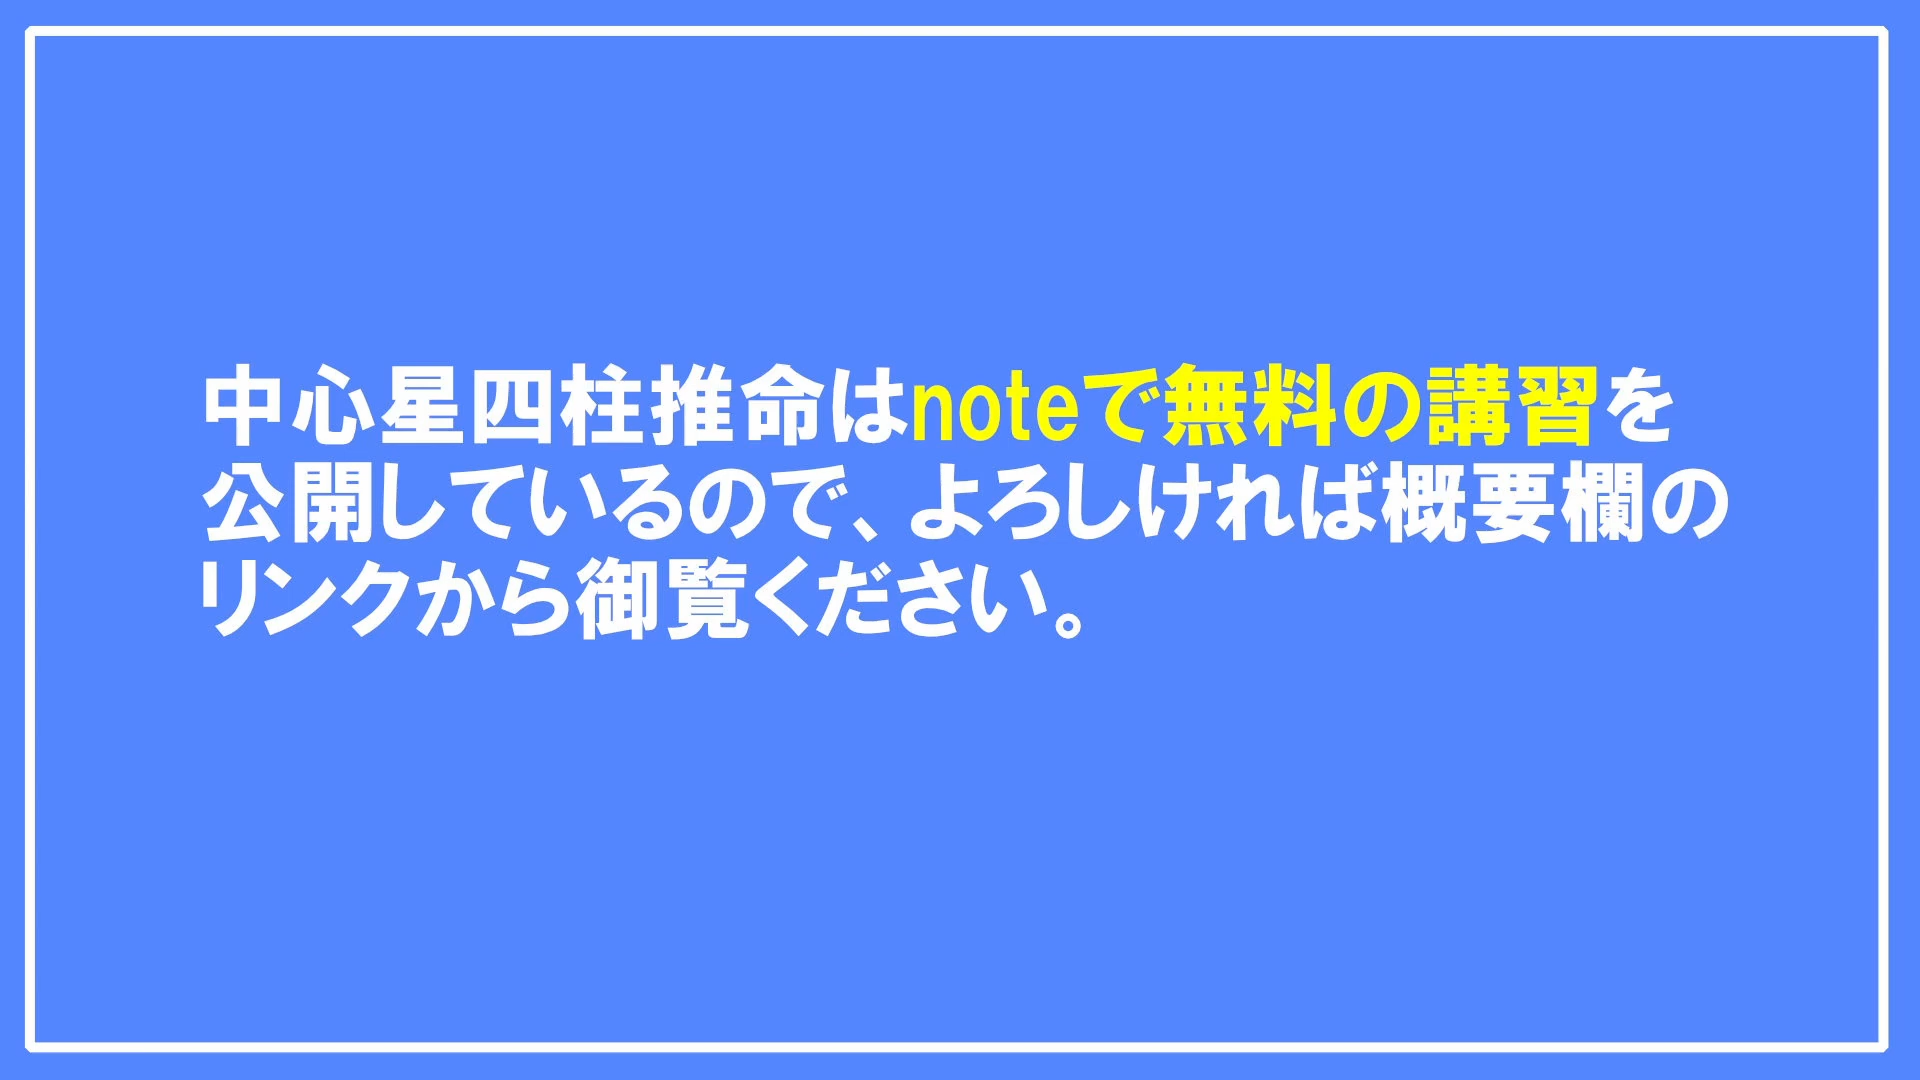 中心星四柱推命はnoteで無料の講習を
公開しているので、よろしければ概要欄の
リンクから御覧ください。